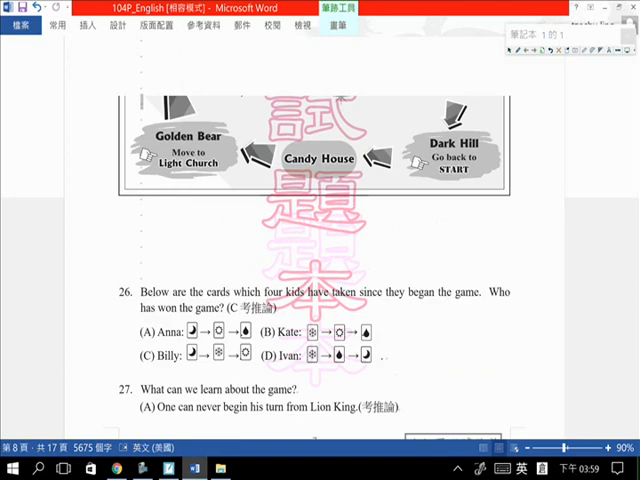 104P_English [相容模式] - Microsoft Word
筆跡工具
檔案 常用 插入 設計 版面配置 參考資料 郵件 校閱 檢視 畫筆
筆記本 1 的 1
試題本
Golden Bear
Move to
Light Church
Candy House
Dark Hill
Go back to
START
26. Below are the cards which four kids have taken since they began the game. Who
has won the game? (C 考推論)
(A) Anna: → → (B) Kate: → →
(C) Billy: → → (D) Ivan: → → .
27. What can we learn about the game?
(A) One can never begin his turn from Lion King.(考推論)
第 8 頁，共 17 頁 5675 個字 英文 (美國) 90%
英 下午 03:59